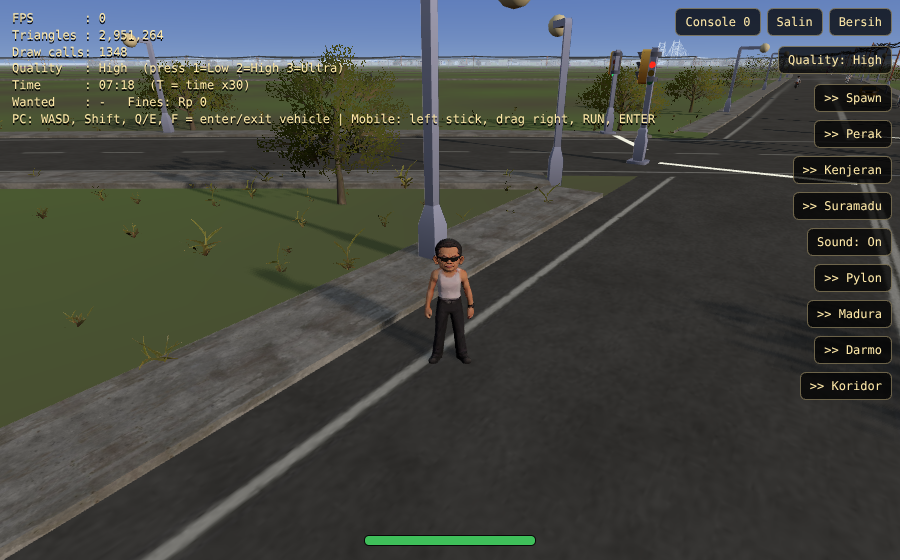 FPS : 0
Triangles : 2,951,264
Draw calls: 1348
Quality : High (press 1=Low 2=High 3=Ultra)
Time : 07:18 (T = time x30)
Wanted : - Fines: Rp 0
PC: WASD, Shift, Q/E, F = enter/exit vehicle | Mobile: left stick, drag right, RUN, ENTER
Console 0
Salin
Bersih
Quality: High
>> Spawn
>> Perak
>> Kenjeran
>> Suramadu
Sound: On
>> Pylon
>> Madura
>> Darmo
>> Koridor